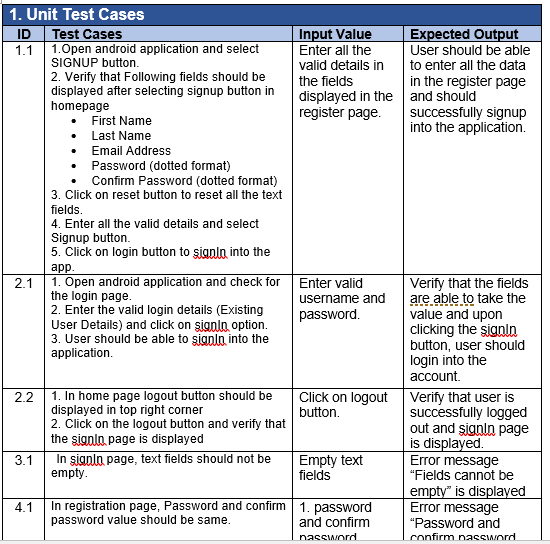 1. Unit Test Cases
ID Test Cases Input Value Expected Output
1.1
1.Open android application and select
SIGNUP button.
2. Verify that Following fields should be
displayed after selecting signup button in
homepage
• First Name
• Last Name
• Email Address
• Password (dotted format)
• Confirm Password (dotted format)
3. Click on reset button to reset all the text
fields.
4. Enter all the valid details and select
Signup button.
5. Click on login button to signIn into the
app.
Enter all the
valid details in
the fields
displayed in the
register page.
User should be able
to enter all the data
in the register page
and should
successfully signup
into the application.
2.1
1. Open android application and check for
the login page.
2. Enter the valid login details (Existing
User Details) and click on signIn option.
3. User should be able to signIn into the
application.
Enter valid
username and
password.
Verify that the fields
are able to take the
value and upon
clicking the signIn
button, user should
login into the
account.
2.2
1. In home page logout button should be
displayed in top right corner
2. Click on the logout button and verify that
the signIn page is displayed
Click on logout
button.
Verify that user is
successfully logged
out and signIn page
is displayed.
3.1
In signIn page, text fields should not be
empty.
Empty text
fields
Error message
“Fields cannot be
empty” is displayed
4.1
In registration page, Password and confirm
password value should be same.
1. password
and confirm
password
Error message
“Password and
confirm password